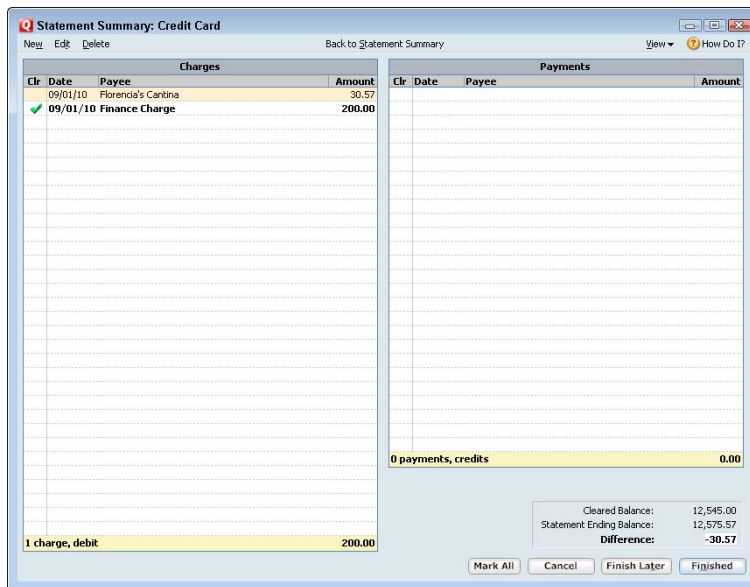 Statement Summary: Credit Card
New Edit Delete Back to Statement Summary View How Do I?
Charges
Clr Date Payee Amount
09/01/10 Florencia's Cantina 30.57
09/01/10 Finance Charge 200.00
1 charge, debit 200.00
Payments
Clr Date Payee Amount
0 payments, credits 0.00
Cleared Balance: 12,545.00
Statement Ending Balance: 12,575.57
Difference: -30.57
Mark All Cancel Finish Later Finished